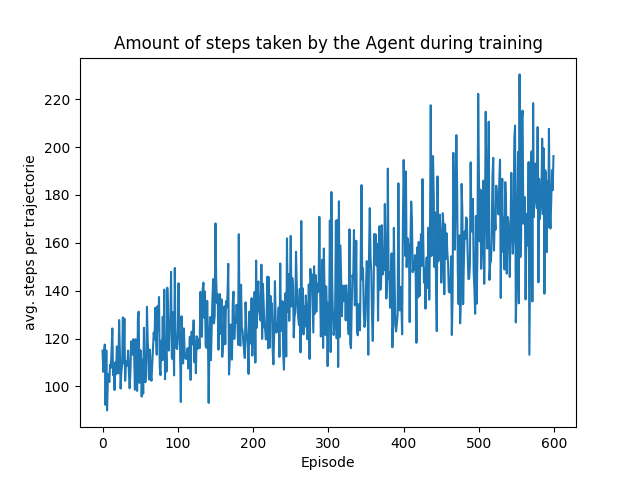 Amount of steps taken by the Agent during training
avg. steps per trajectorie
220
200
180
160
140
120
100
0 100 200 300 400 500 600
Episode